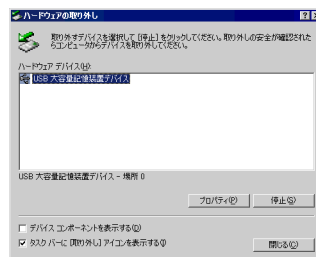 ハードウェアの取り外し
取り外すデバイスを選択して [停止] をクリックしてください。取り外しの安全が確認された
らコンピュータからデバイスを取り外してください。
ハードウェア デバイス(H):
USB 大容量記憶装置デバイス
USB 大容量記憶装置デバイス - 場所 0
プロパティ(P)
停止(S)
デバイス コンポーネントを表示する(D)
タスク バーに [取り外し] アイコンを表示する(I)
閉じる(C)